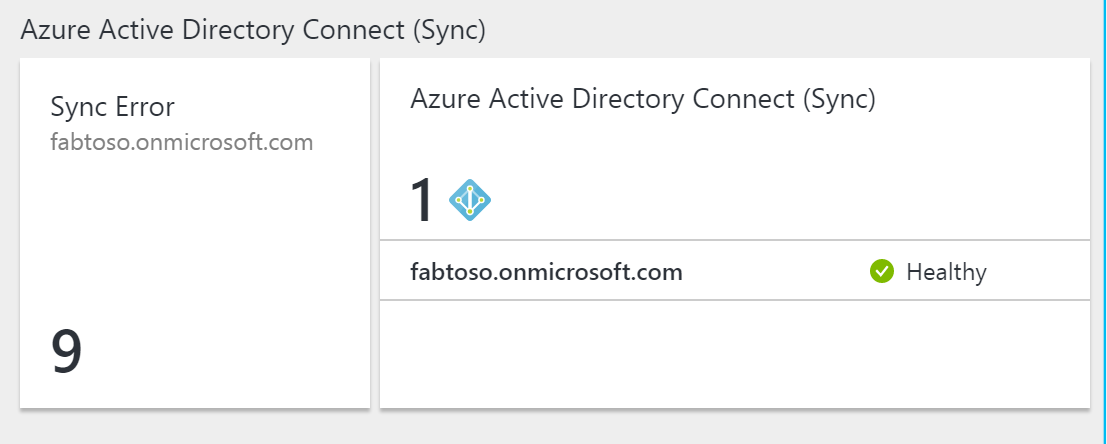 Azure Active Directory Connect (Sync)
Sync Error
fabtoso.onmicrosoft.com
9
Azure Active Directory Connect (Sync)
1
fabtoso.onmicrosoft.com Healthy